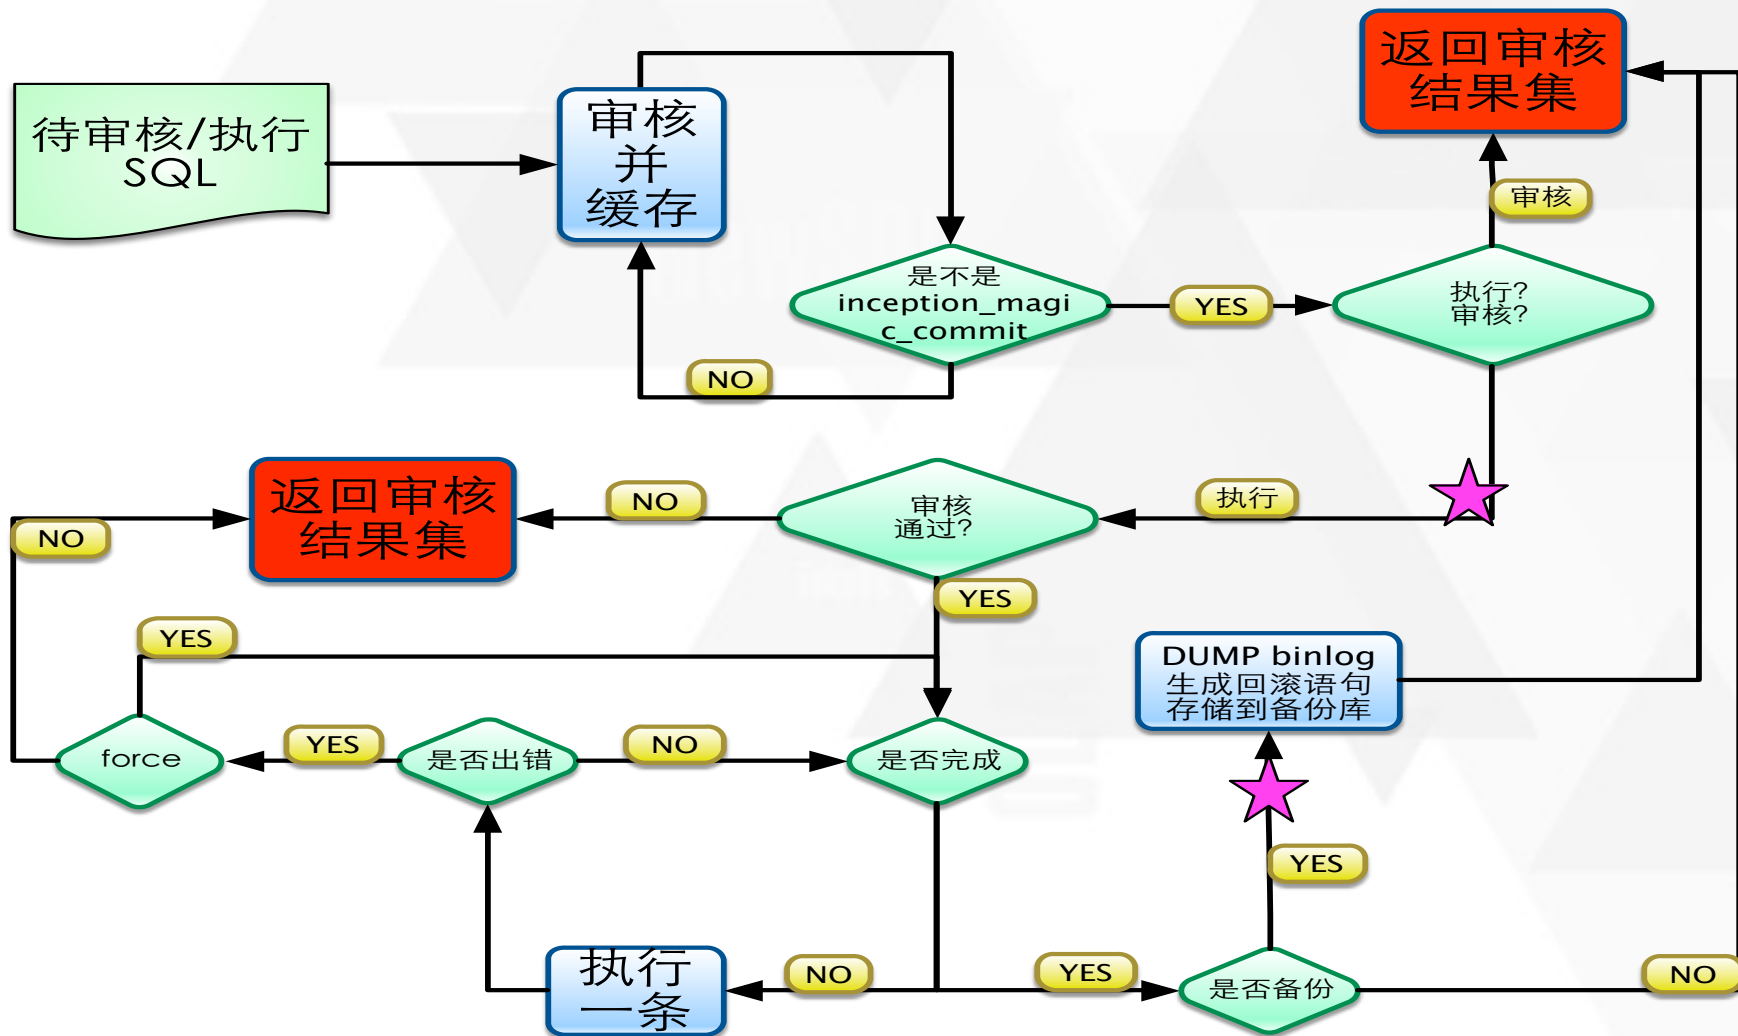 返回审核
结果集
待审核/执行
SQL
审核
并
缓存
审核
是不是
inception_magi
c_commit
YES
执行?
审核?
NO
返回审核
结果集
NO
审核
通过?
执行
NO
YES
YES
DUMP binlog
生成回滚语句
存储到备份库
force
YES
是否出错
NO
是否完成
YES
执行
一条
NO
YES
是否备份
NO